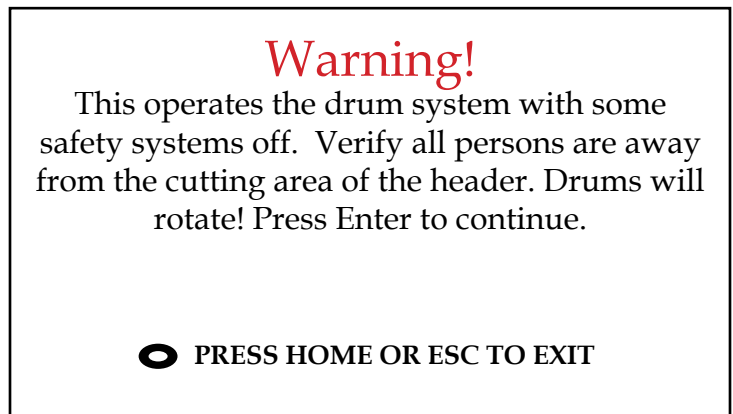 Warning!
This operates the drum system with some
safety systems off.  Verify all persons are away
from the cutting area of the header. Drums will
rotate! Press Enter to continue.
PRESS HOME OR ESC TO EXIT